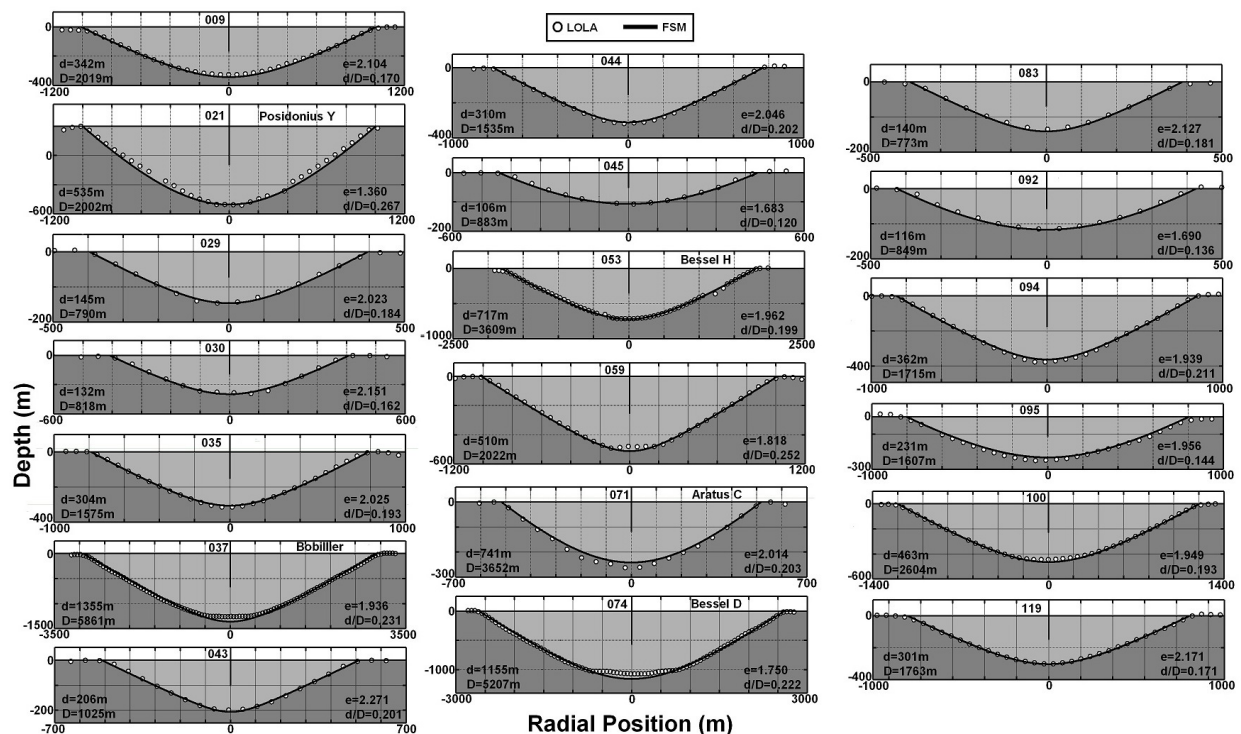 LOLA FSM
Depth (m)
009
0
d=342m e=2.104
D=2019m d/D=0.170
-400
-1200 0 1200
021 Posidonius Y
0
d=535m e=1.360
D=2002m d/D=0.267
-600
-1200 0 1200
029
0
d=145m e=2.023
D=790m d/D=0.184
-200
-500 0 500
030
0
d=132m e=2.151
D=818m d/D=0.162
-600 0 600
035
0
d=304m e=2.025
D=1575m d/D=0.193
-400
-1000 0 1000
037 Bobillier
0
d=1355m e=1.936
D=5861m d/D=0.231
-1500
-3500 0 3500
043
0
d=206m e=2.271
D=1025m d/D=0.201
-200
-700 0 700
044
0
d=310m e=2.046
D=1535m d/D=0.202
-400
-1000 0 1000
045
0
d=106m e=1.683
D=883m d/D=0.120
-200
-600 0 600
053 Bessel H
0
d=717m e=1.962
D=3609m d/D=0.199
-1000
-2500 0 2500
059
0
d=510m e=1.818
D=2022m d/D=0.252
-600
-1200 0 1200
071 Aratus C
0
d=741m e=2.014
D=3652m d/D=0.203
-300
-700 0 700
074 Bessel D
0
-1000
d=1155m e=1.750
D=5207m d/D=0.222
-3000 0 3000
083
0
d=140m e=2.127
D=773m d/D=0.181
-200
-500 0 500
092
0
d=116m e=1.690
D=849m d/D=0.136
-200
-500 0 500
094
0
d=362m e=1.939
D=1715m d/D=0.211
-400
-500
-1000 0 1000
095
0
d=231m e=1.956
D=1607m d/D=0.144
-300
-1000 0 1000
100
0
d=463m e=1.949
D=2604m d/D=0.193
-600
-1400 0 1400
119
0
d=301m e=2.171
D=1763m d/D=0.171
-400
-1000 0 1000
Radial Position (m)